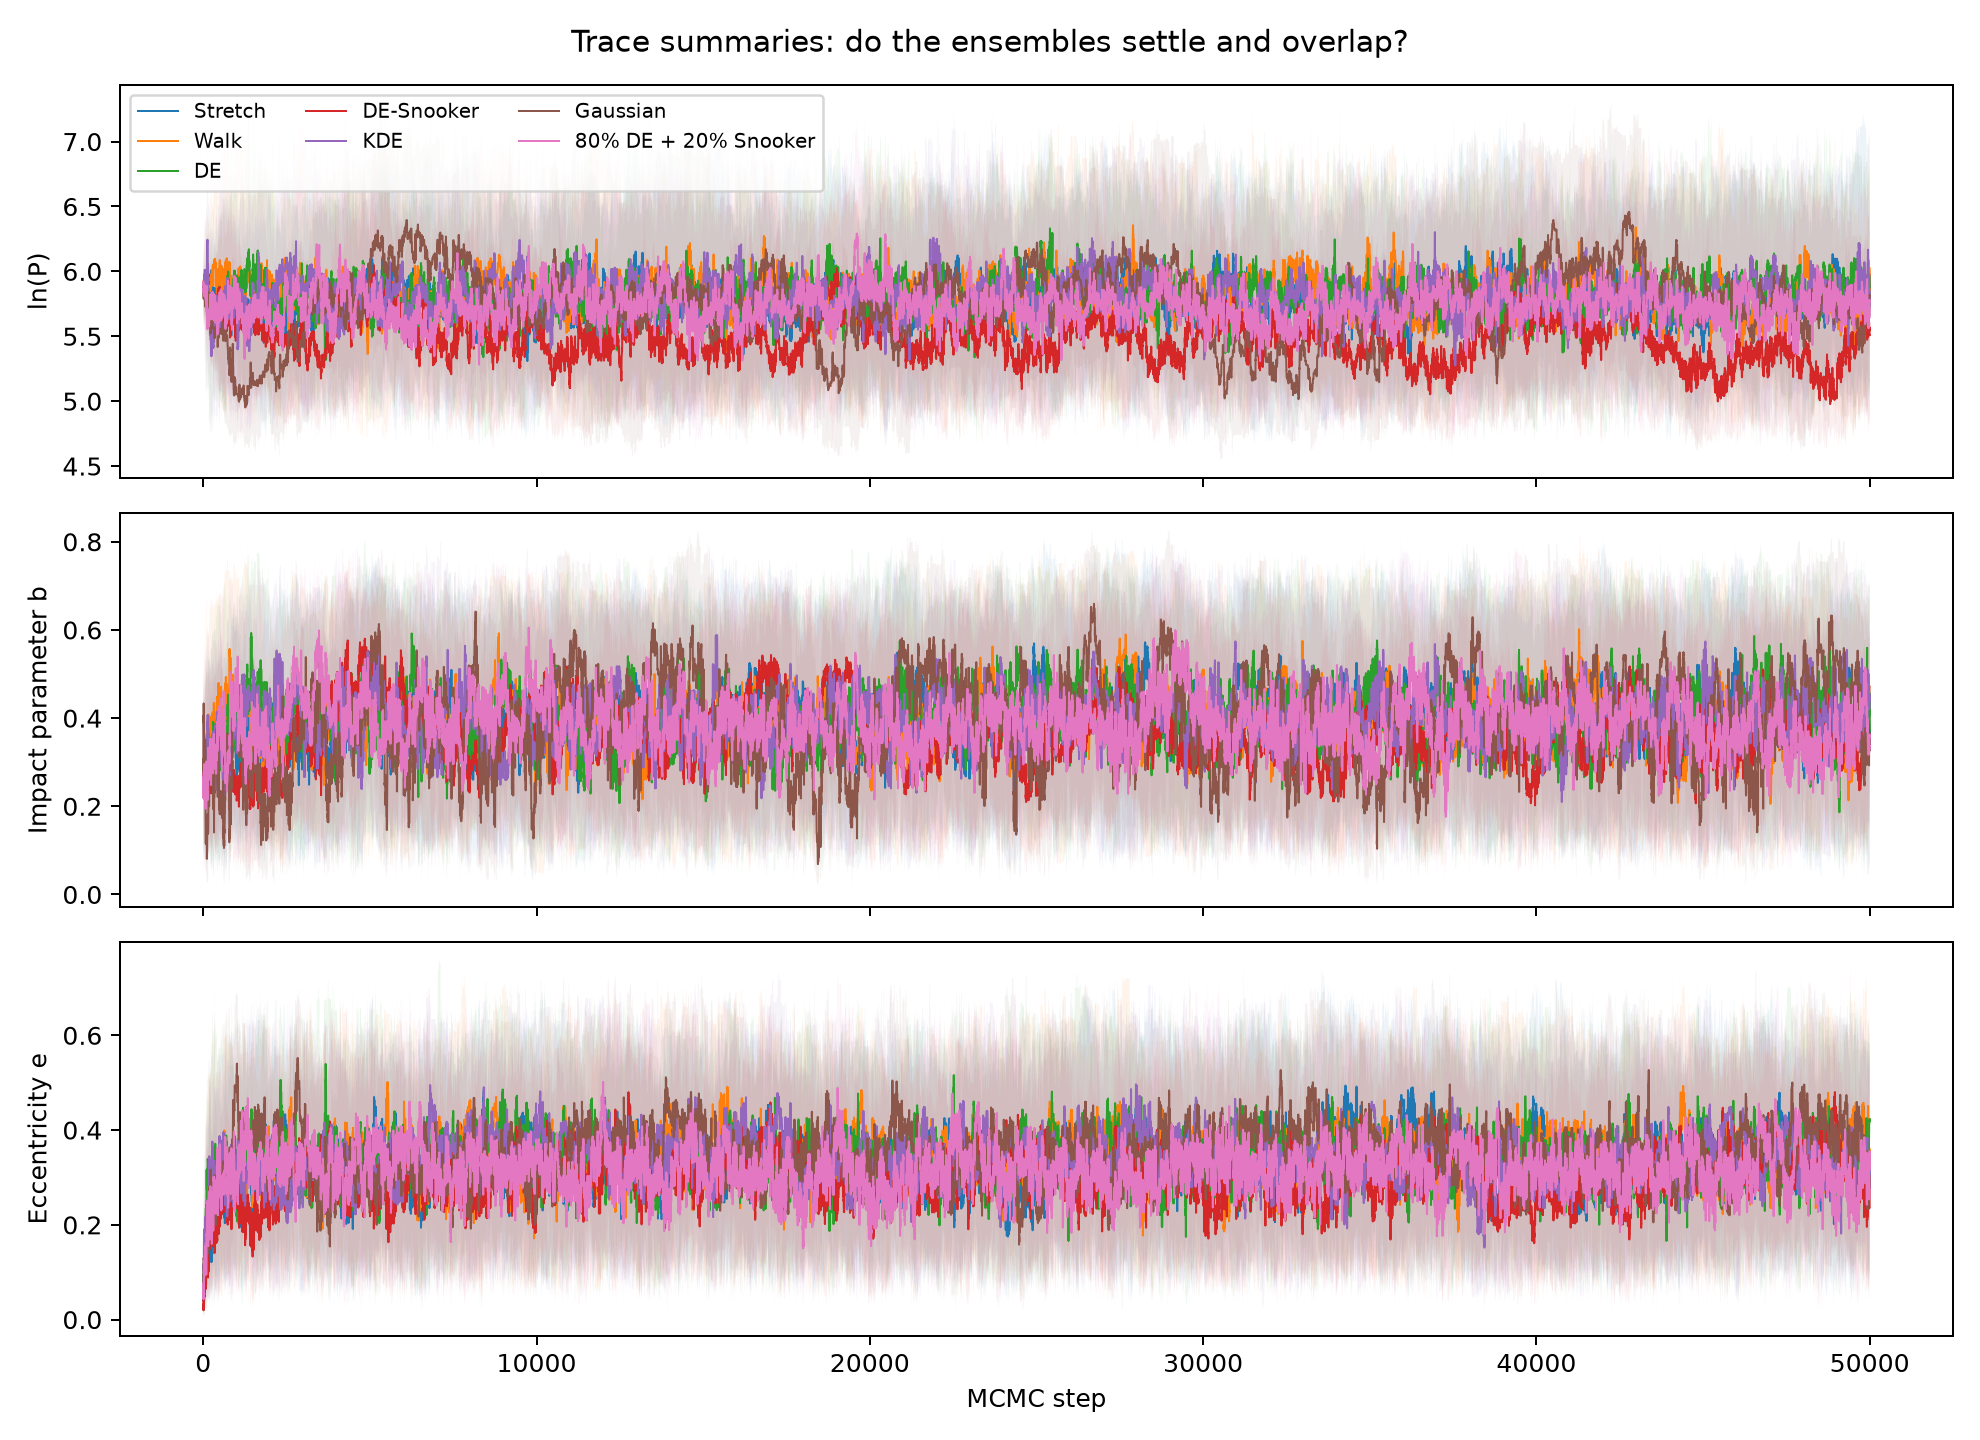 Trace summaries: do the ensembles settle and overlap?
Stretch DE-Snooker Gaussian
Walk KDE 80% DE + 20% Snooker
DE
ln(P)
7.0
6.5
6.0
5.5
5.0
4.5
Impact parameter b
0.8
0.6
0.4
0.2
0.0
Eccentricity e
0.6
0.4
0.2
0.0
0 10000 20000 30000 40000 50000
MCMC step